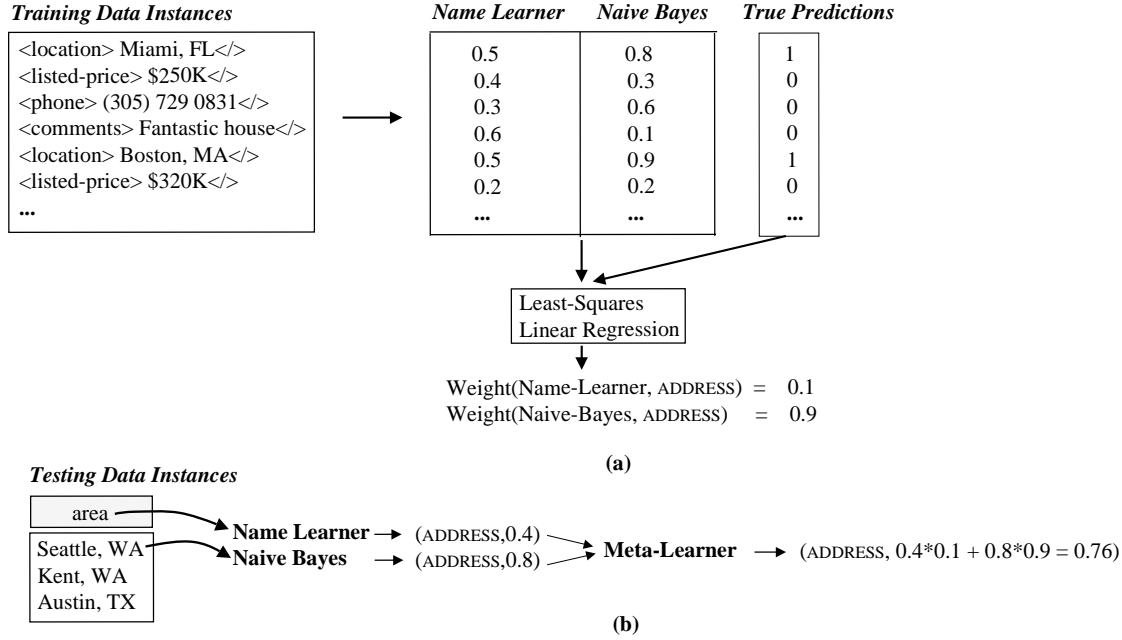 Training Data Instances Name Learner Naive Bayes True Predictions
<location> Miami, FL</> 0.5 0.8 1
<listed-price> $250K</> 0.4 0.3 0
<phone> (305) 729 0831</> 0.3 0.6 0
<comments> Fantastic house</> 0.6 0.1 0
<location> Boston, MA</> 0.5 0.9 1
<listed-price> $320K</> 0.2 0.2 0
... ... ... ...
Least-Squares
Linear Regression
Weight(Name-Learner, ADDRESS) = 0.1
Weight(Naive-Bayes, ADDRESS) = 0.9
(a)
Testing Data Instances
area
Name Learner (ADDRESS,0.4)
Seattle, WA Naive Bayes (ADDRESS,0.8) Meta-Learner (ADDRESS, 0.4*0.1 + 0.8*0.9 = 0.76)
Kent, WA
Austin, TX
(b)